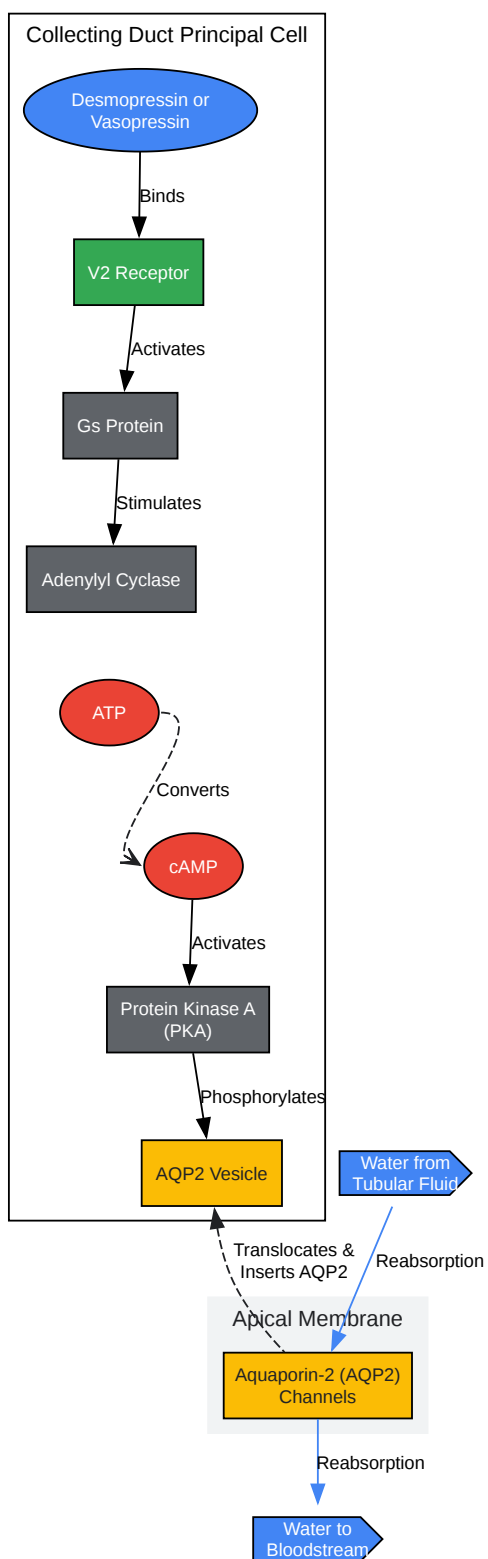 Collecting Duct Principal Cell
Desmopressin or
Vasopressin
Binds
V2 Receptor
Activates
Gs Protein
Stimulates
Adenylyl Cyclase
ATP
Converts
cAMP
Activates
Protein Kinase A
(PKA)
Phosphorylates
AQP2 Vesicle
Water from
Tubular Fluid
Translocates &
Inserts AQP2
Reabsorption
Apical Membrane
Aquaporin-2 (AQP2)
Channels
Reabsorption
Water to
Bloodstream